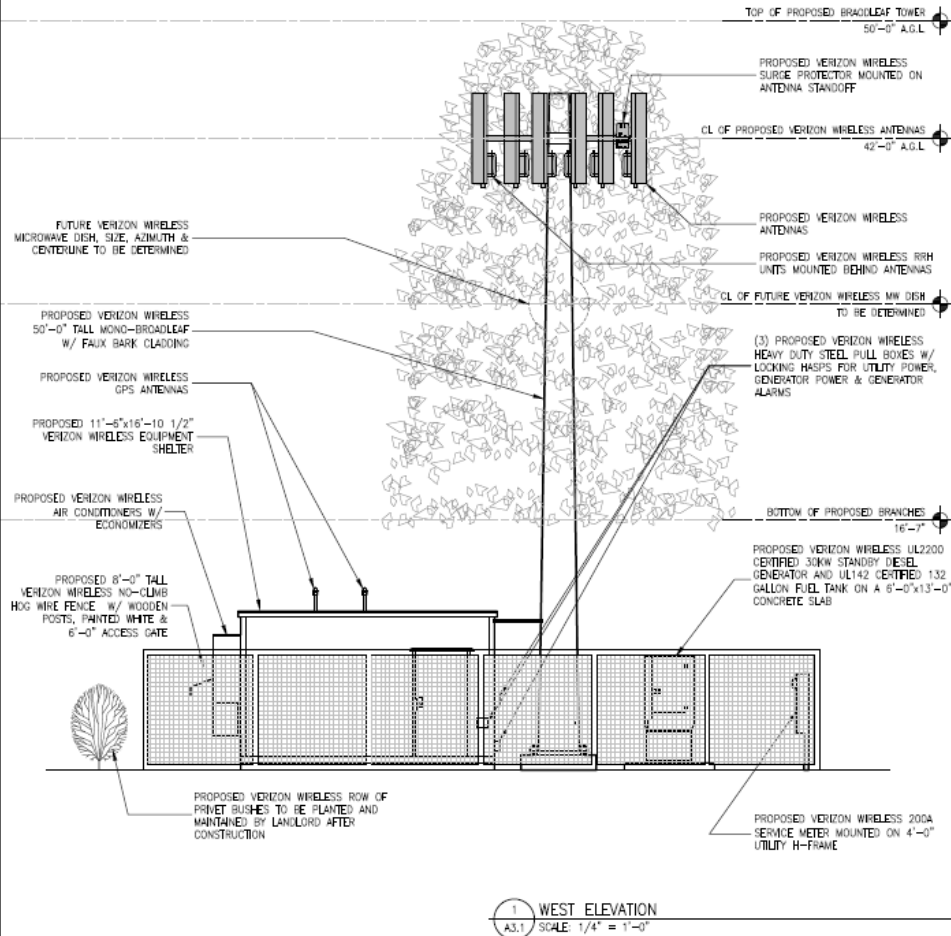 TOP OF PROPOSED BRAODLEAF TOWER
50'-0" A.G.L
PROPOSED VERIZON WIRELESS
SURGE PROTECTOR MOUNTED ON
ANTENNA STANDOFF
CL OF PROPOSED VERIZON WIRELESS ANTENNAS
42'-0" A.G.L
PROPOSED VERIZON WIRELESS
ANTENNAS
PROPOSED VERIZON WIRELESS RRH
UNITS MOUNTED BEHIND ANTENNAS
CL OF FUTURE VERIZON WIRELESS MW DISH
TO BE DETERMINED
(3) PROPOSED VERIZON WIRELESS
HEAVY DUTY STEEL PULL BOXES W/
LOCKING HASPS FOR UTILITY POWER,
GENERATOR POWER & GENERATOR
ALARMS
BOTTOM OF PROPOSED BRANCHES
16'-7"
PROPOSED VERIZON WIRELESS UL2200
CERTIFIED 30KW STANDBY DIESEL
GENERATOR AND UL142 CERTIFIED 132
GALLON FUEL TANK ON A 6'-0"x13'-0"
CONCRETE SLAB
FUTURE VERIZON WIRELESS
MICROWAVE DISH, SIZE, AZIMUTH &
CENTERLINE TO BE DETERMINED
PROPOSED VERIZON WIRELESS
50'-0" TALL MONO-BROADLEAF
W/ FAUX BARK CLADDING
PROPOSED VERIZON WIRELESS
GPS ANTENNAS
PROPOSED 11'-6"x16'-10 1/2"
VERIZON WIRELESS EQUIPMENT
SHELTER
PROPOSED VERIZON WIRELESS
AIR CONDITIONERS W/
ECONOMIZERS
PROPOSED 8'-0" TALL
VERIZON WIRELESS NO-CLIMB
HOG WIRE FENCE W/ WOODEN
POSTS, PAINTED WHITE &
6'-0" ACCESS GATE
PROPOSED VERIZON WIRELESS ROW OF
PRIVET BUSHES TO BE PLANTED AND
MAINTAINED BY LANDLORD AFTER
CONSTRUCTION
PROPOSED VERIZON WIRELESS 200A
SERVICE METER MOUNTED ON 4'-0"
UTILITY H-FRAME
1
A3.1
WEST ELEVATION
SCALE: 1/4" = 1'-0"